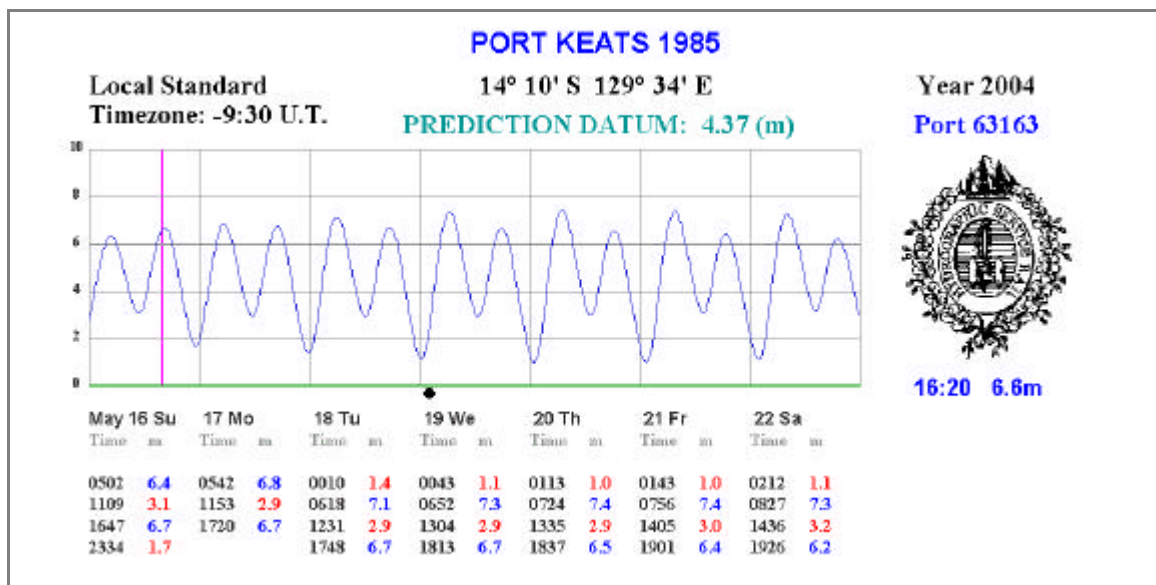 PORT KEATS 1985
Local Standard 14° 10' S 129° 34' E Year 2004
Timezone: -9:30 U.T. PREDICTION DATUM: 4.37 (m) Port 63163
10
8
6
4
2
0
16:20 6.6m
May 16 Su 17 Mo 18 Tu 19 We 20 Th 21 Fr 22 Sa
Time m Time m Time m Time m Time m Time m Time m
0502 6.4 0542 6.8 0010 1.4 0043 1.1 0113 1.0 0143 1.0 0212 1.1
1109 3.1 1153 2.9 0618 7.1 0652 7.3 0724 7.4 0756 7.4 0827 7.3
1647 6.7 1720 6.7 1231 2.9 1304 2.9 1335 2.9 1405 3.0 1436 3.2
2334 1.7 1748 6.7 1813 6.7 1837 6.5 1901 6.4 1926 6.2